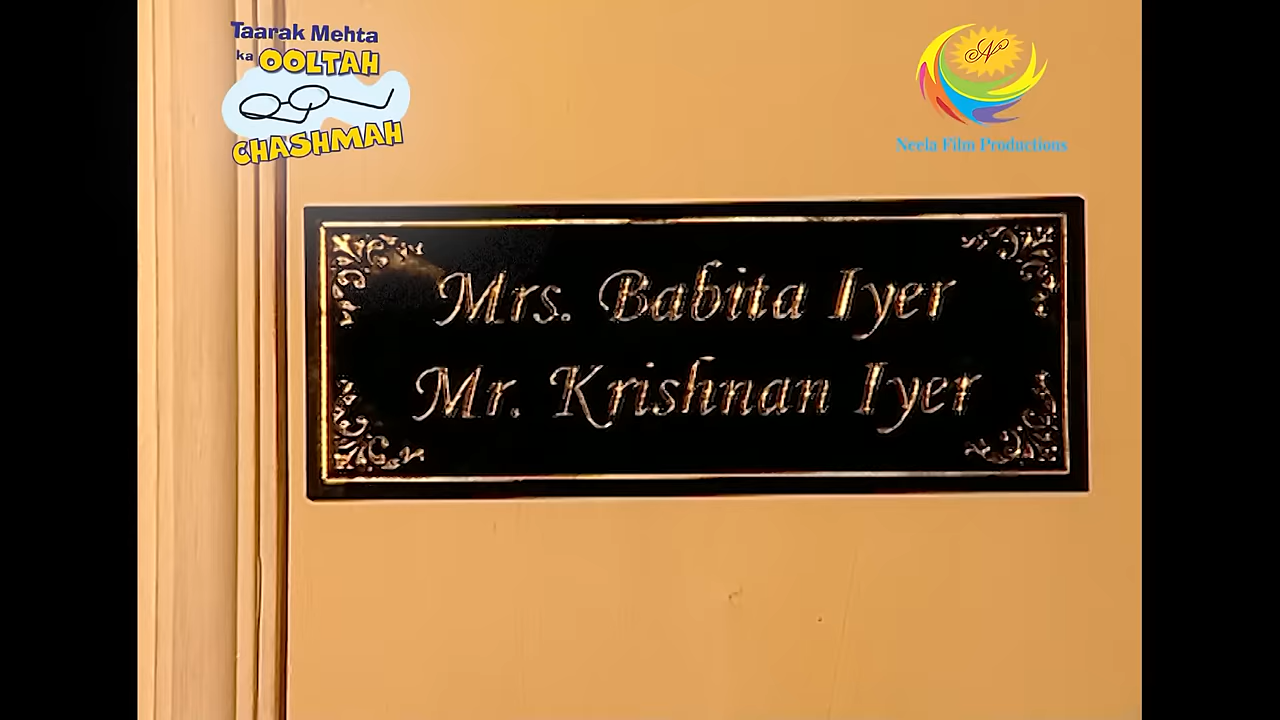 Taarak Mehta
ka OOLTAH
CHASHMAH
Neela Film Productions
Mrs. Babita Iyer
Mr. Krishnan Iyer